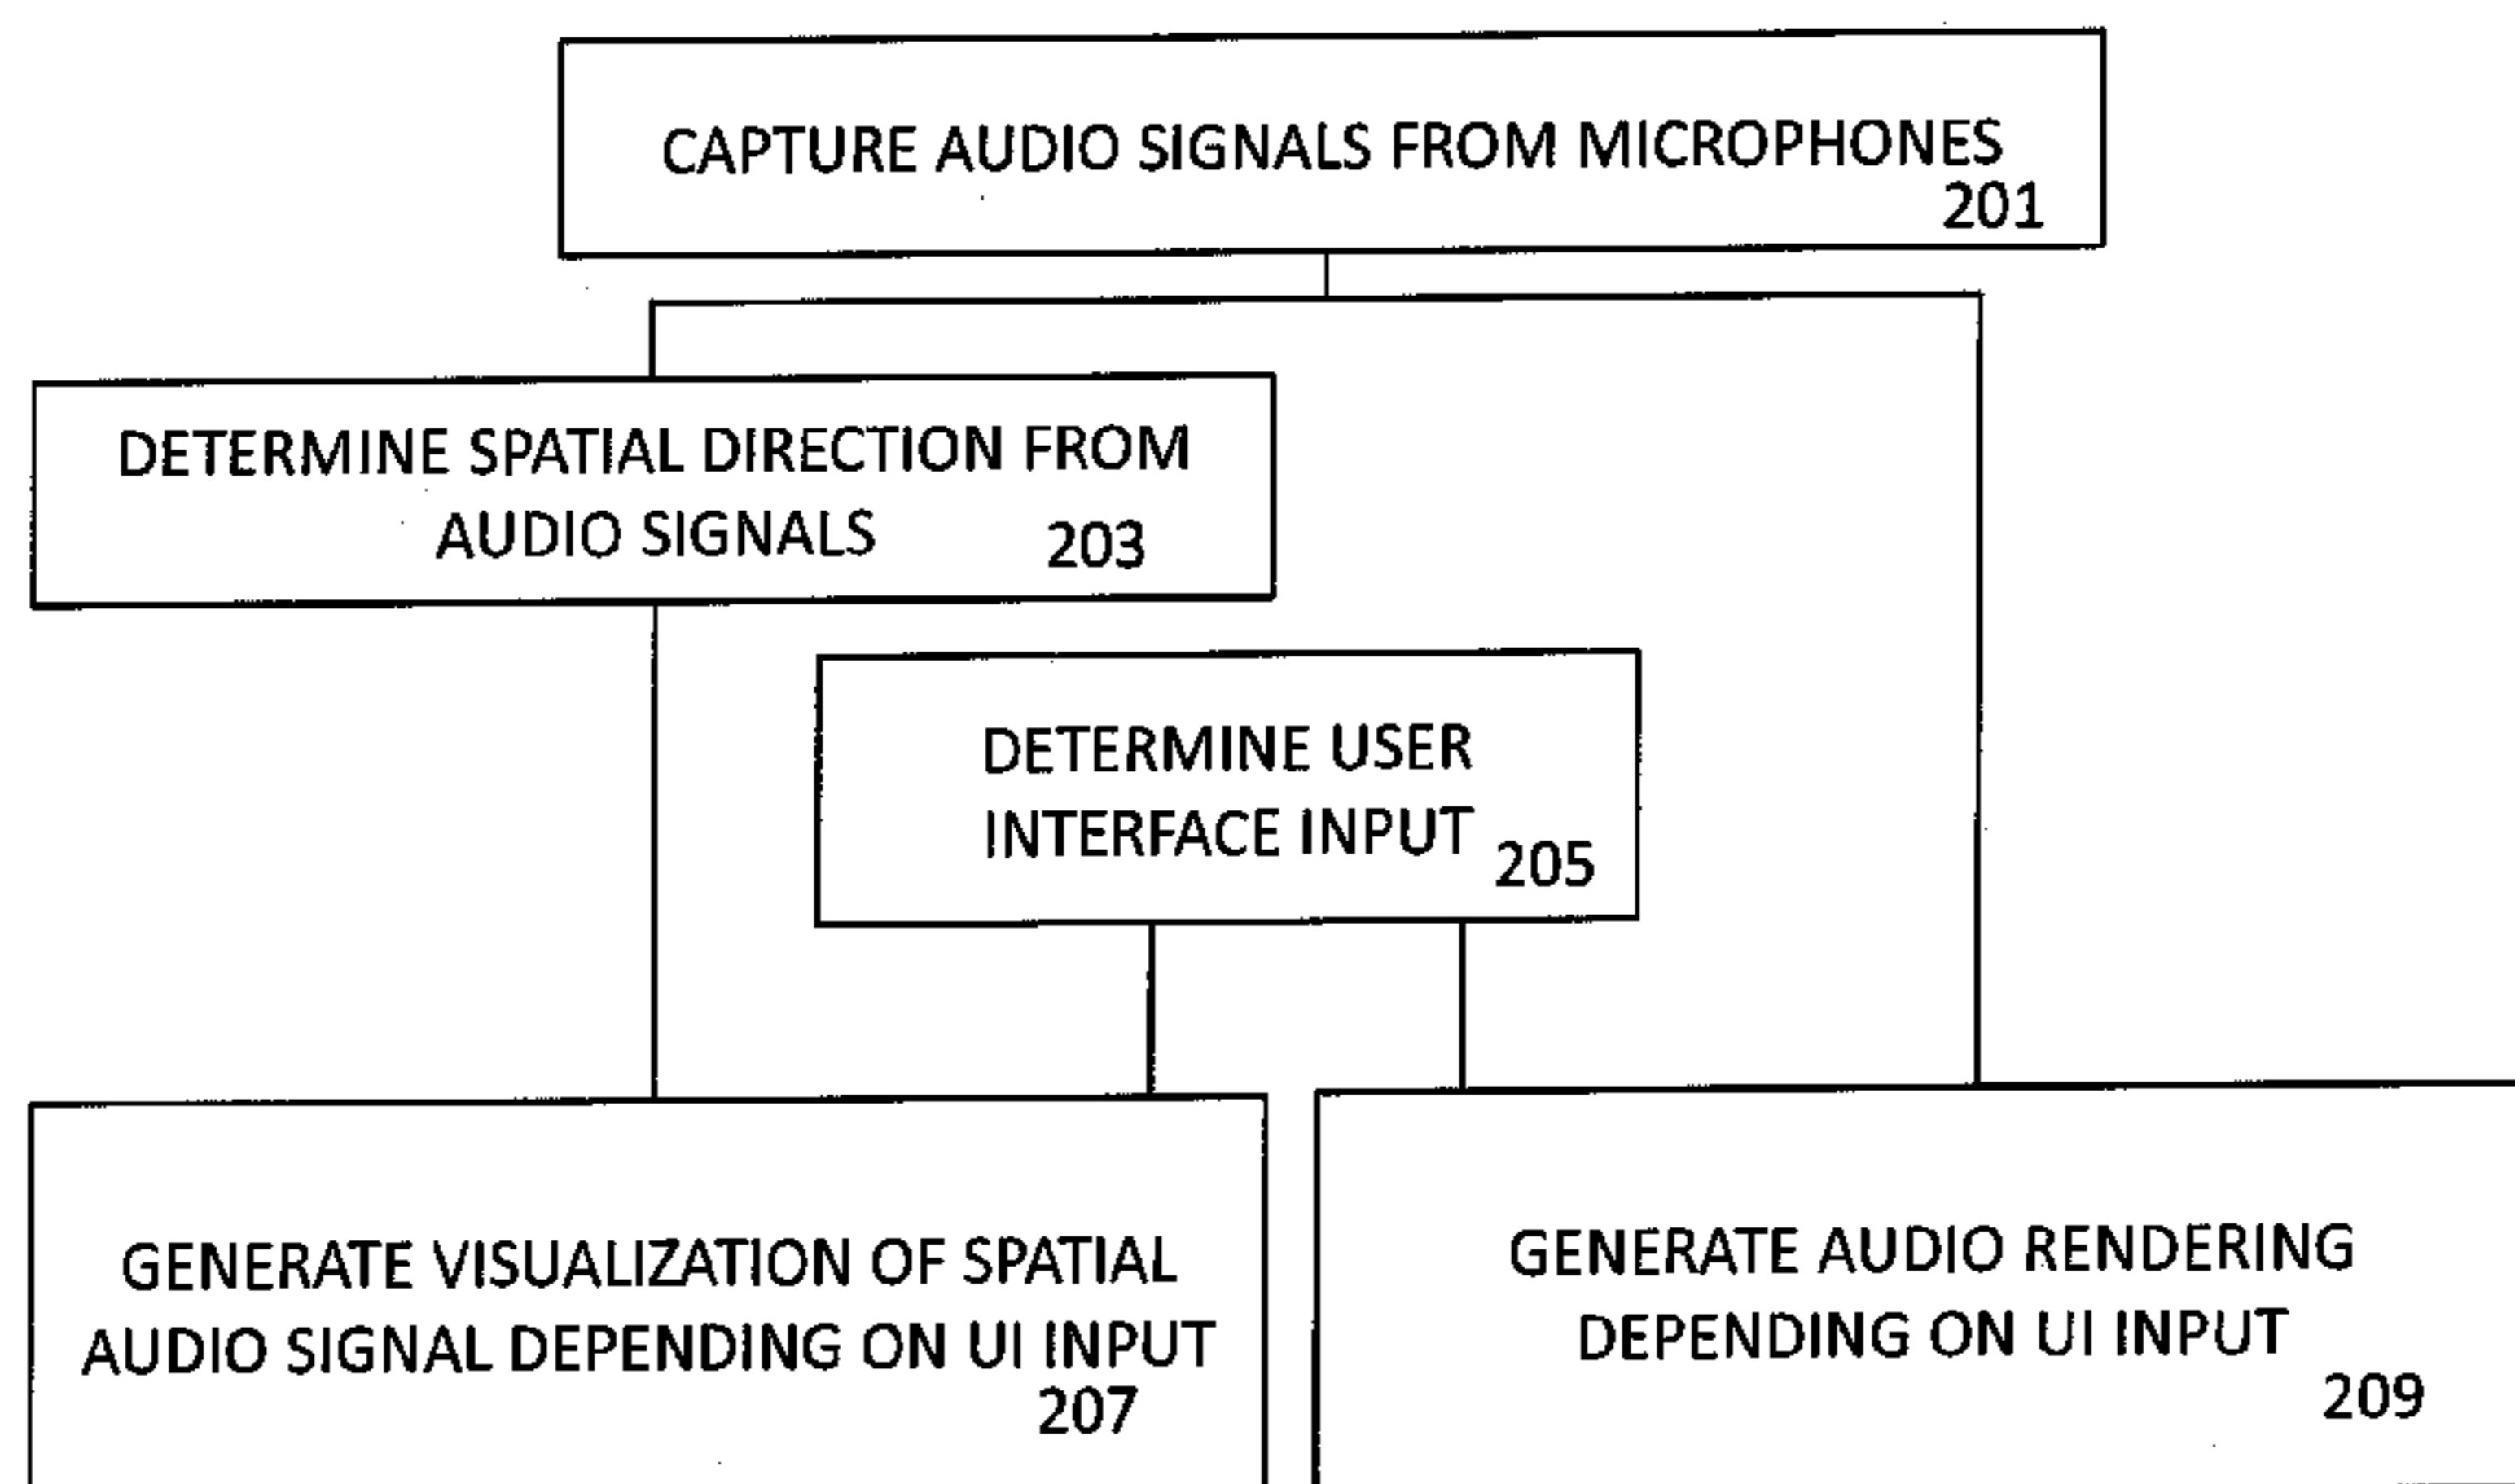 CAPTURE AUDIO SIGNALS FROM MICROPHONES
201
DETERMINE SPATIAL DIRECTION FROM
AUDIO SIGNALS 203
DETERMINE USER
INTERFACE INPUT 205
GENERATE VISUALIZATION OF SPATIAL
AUDIO SIGNAL DEPENDING ON UI INPUT
207
GENERATE AUDIO RENDERING
DEPENDING ON UI INPUT
209